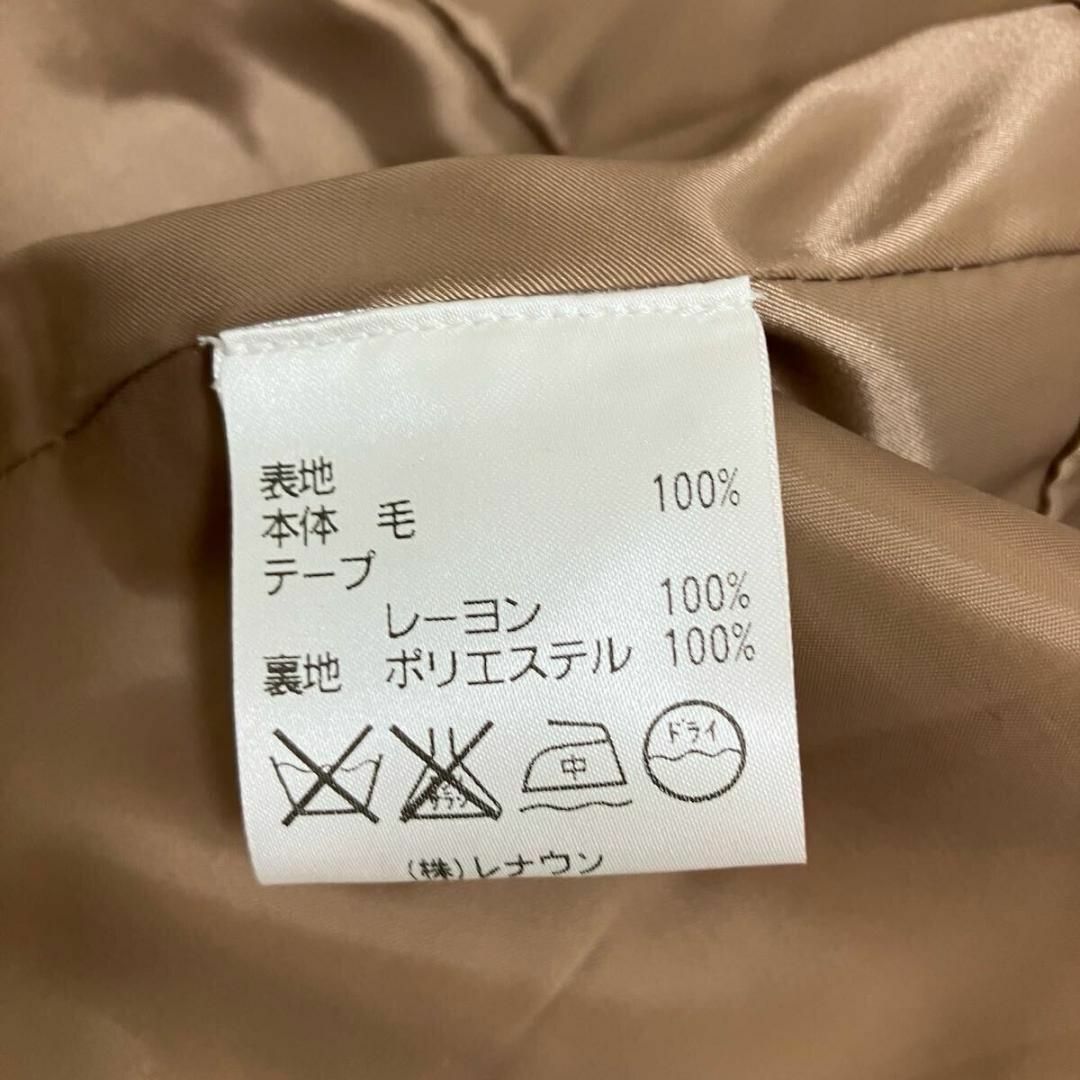 表地
本体 毛 100%
テープ
レーヨン 100%
裏地 ポリエステル 100%
中 ドライ
(株)レナウン